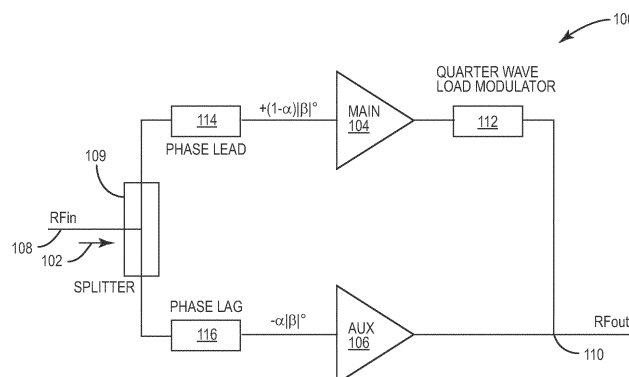 100
QUARTER WAVE
LOAD MODULATOR
114
+(1-α)|β|°
MAIN
104
112
PHASE LEAD
109
RFin
108
102
SPLITTER
PHASE LAG
116
-α|β|°
AUX
106
RFout
110